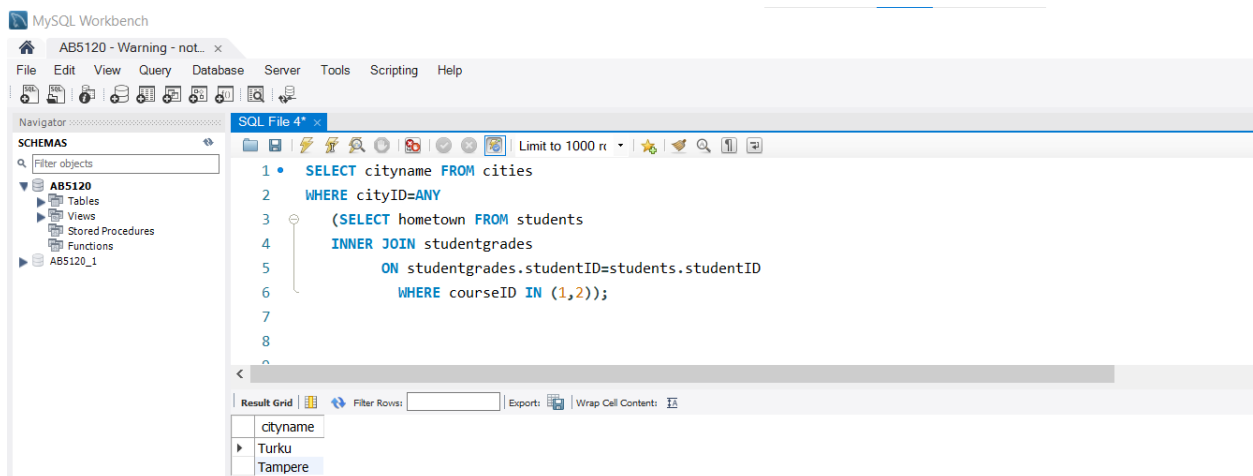 MySQL Workbench
AB5120 - Warning - not... ×
File Edit View Query Database Server Tools Scripting Help
Navigator
SQL File 4* ×
SCHEMAS
Limit to 1000 r
Filter objects
1 SELECT cityname FROM cities
AB5120
2 WHERE cityID=ANY
Tables
Views
3 (SELECT hometown FROM students
Stored Procedures
4 INNER JOIN studentgrades
Functions
AB5120_1
5 ON studentgrades.studentID=students.studentID
6 WHERE courseID IN (1,2));
7
8
Result Grid Filter Rows: Export: Wrap Cell Content:
cityname
Turku
Tampere